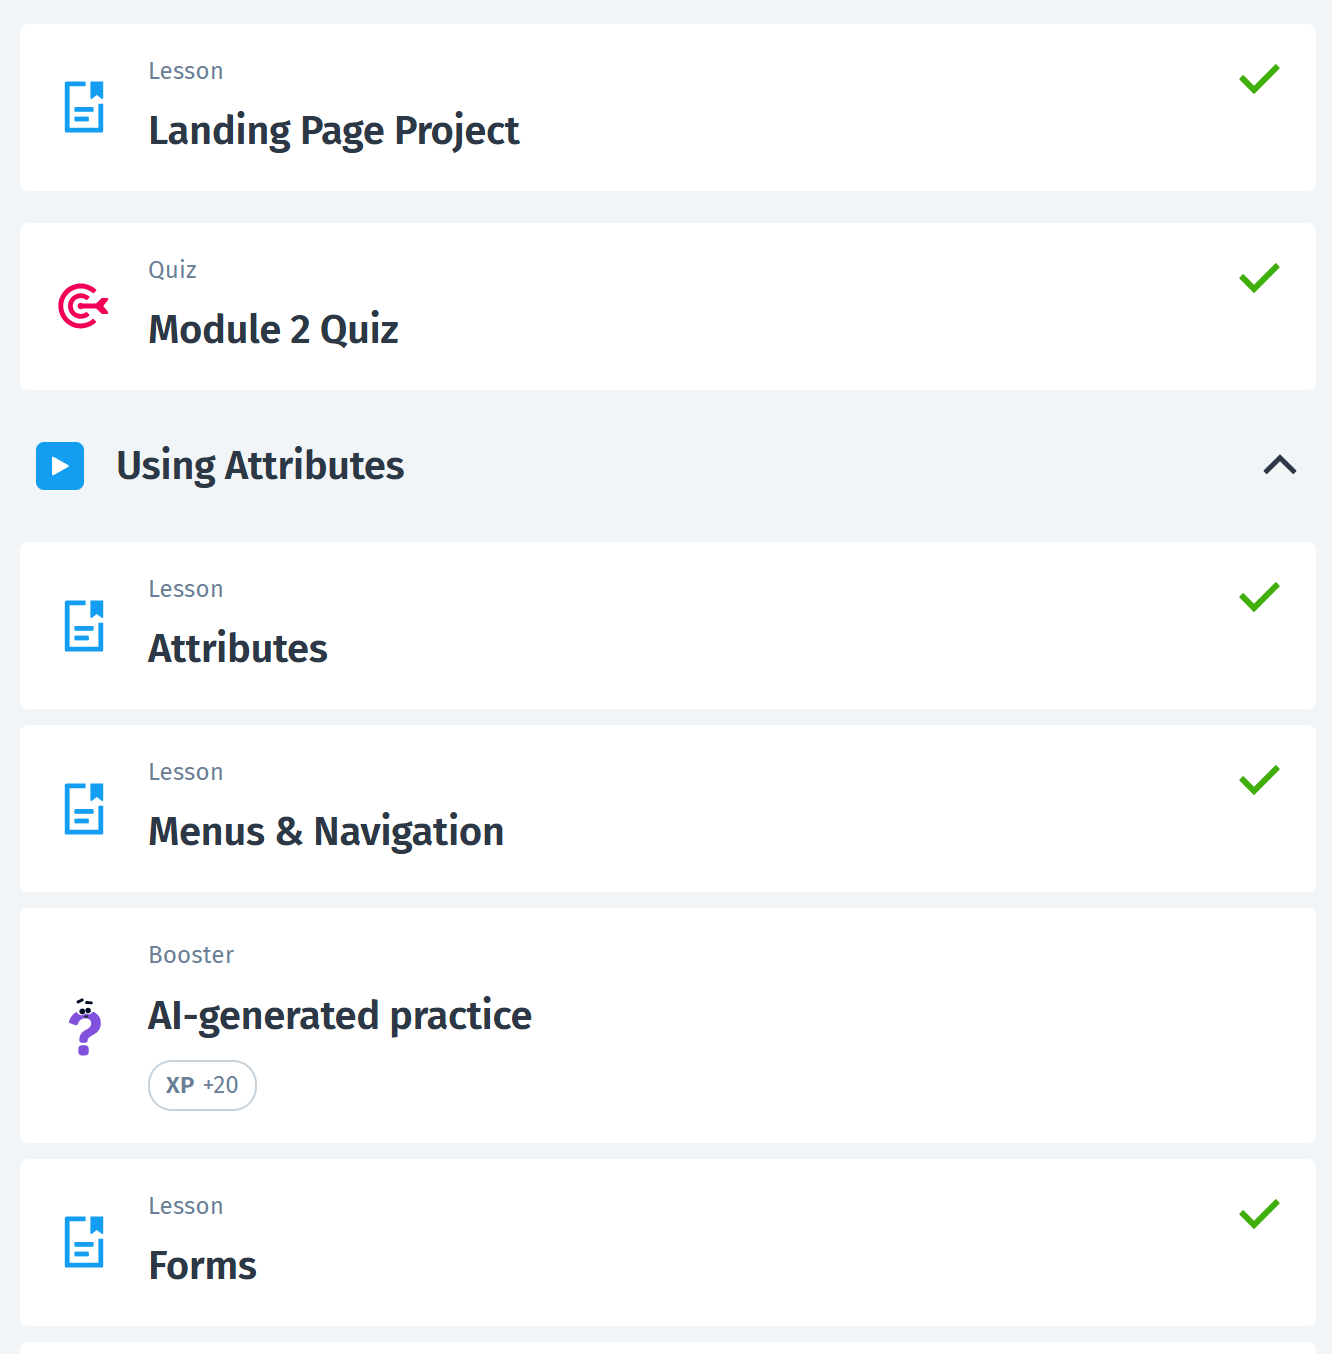 Lesson
Landing Page Project
Quiz
Module 2 Quiz
Using Attributes
Lesson
Attributes
Lesson
Menus & Navigation
Booster
AI-generated practice
XP +20
Lesson
Forms